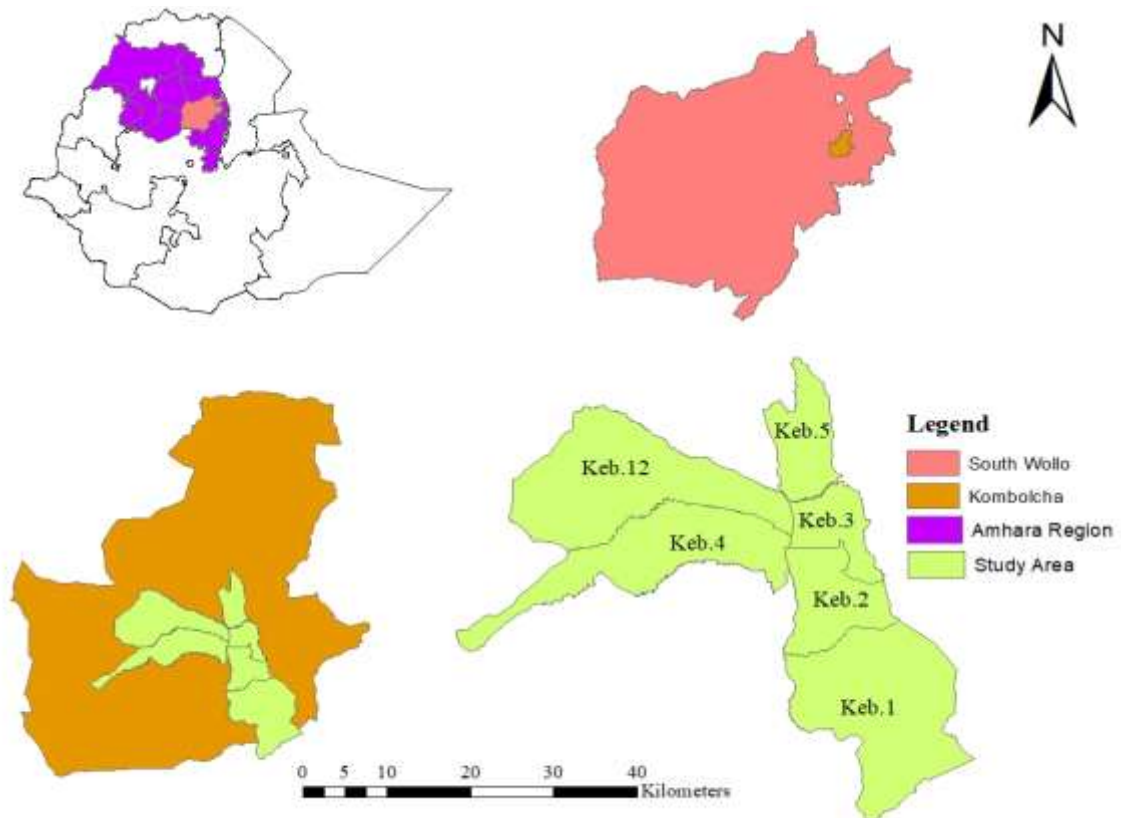 N
Keb.5
Keb.12
Keb.3
Keb.4
Keb.2
Keb.1
Legend
South Wollo
Kombolcha
Amhara Region
Study Area
0 5 10 20 30 40
Kilometers